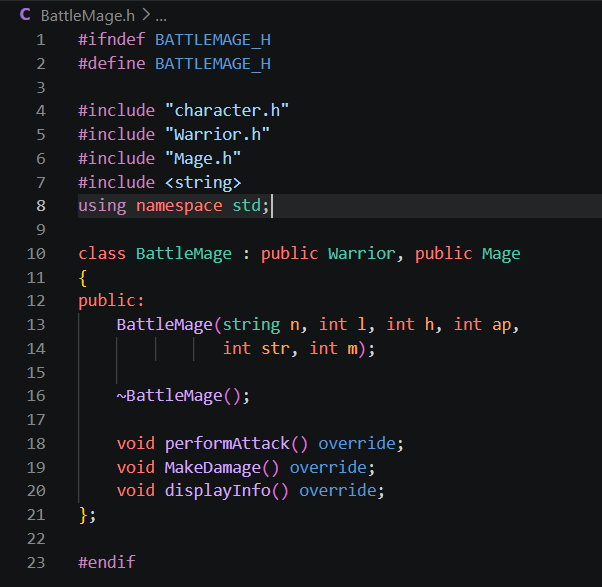 C BattleMage.h > ...
1 #ifndef BATTLEMAGE_H
2 #define BATTLEMAGE_H
3
4 #include "character.h"
5 #include "Warrior.h"
6 #include "Mage.h"
7 #include <string>
8 using namespace std;
9
10 class BattleMage : public Warrior, public Mage
11 {
12 public:
13     BattleMage(string n, int l, int h, int ap,
14                int str, int m);
15
16     ~BattleMage();
17
18     void performAttack() override;
19     void MakeDamage() override;
20     void displayInfo() override;
21 };
22
23 #endif